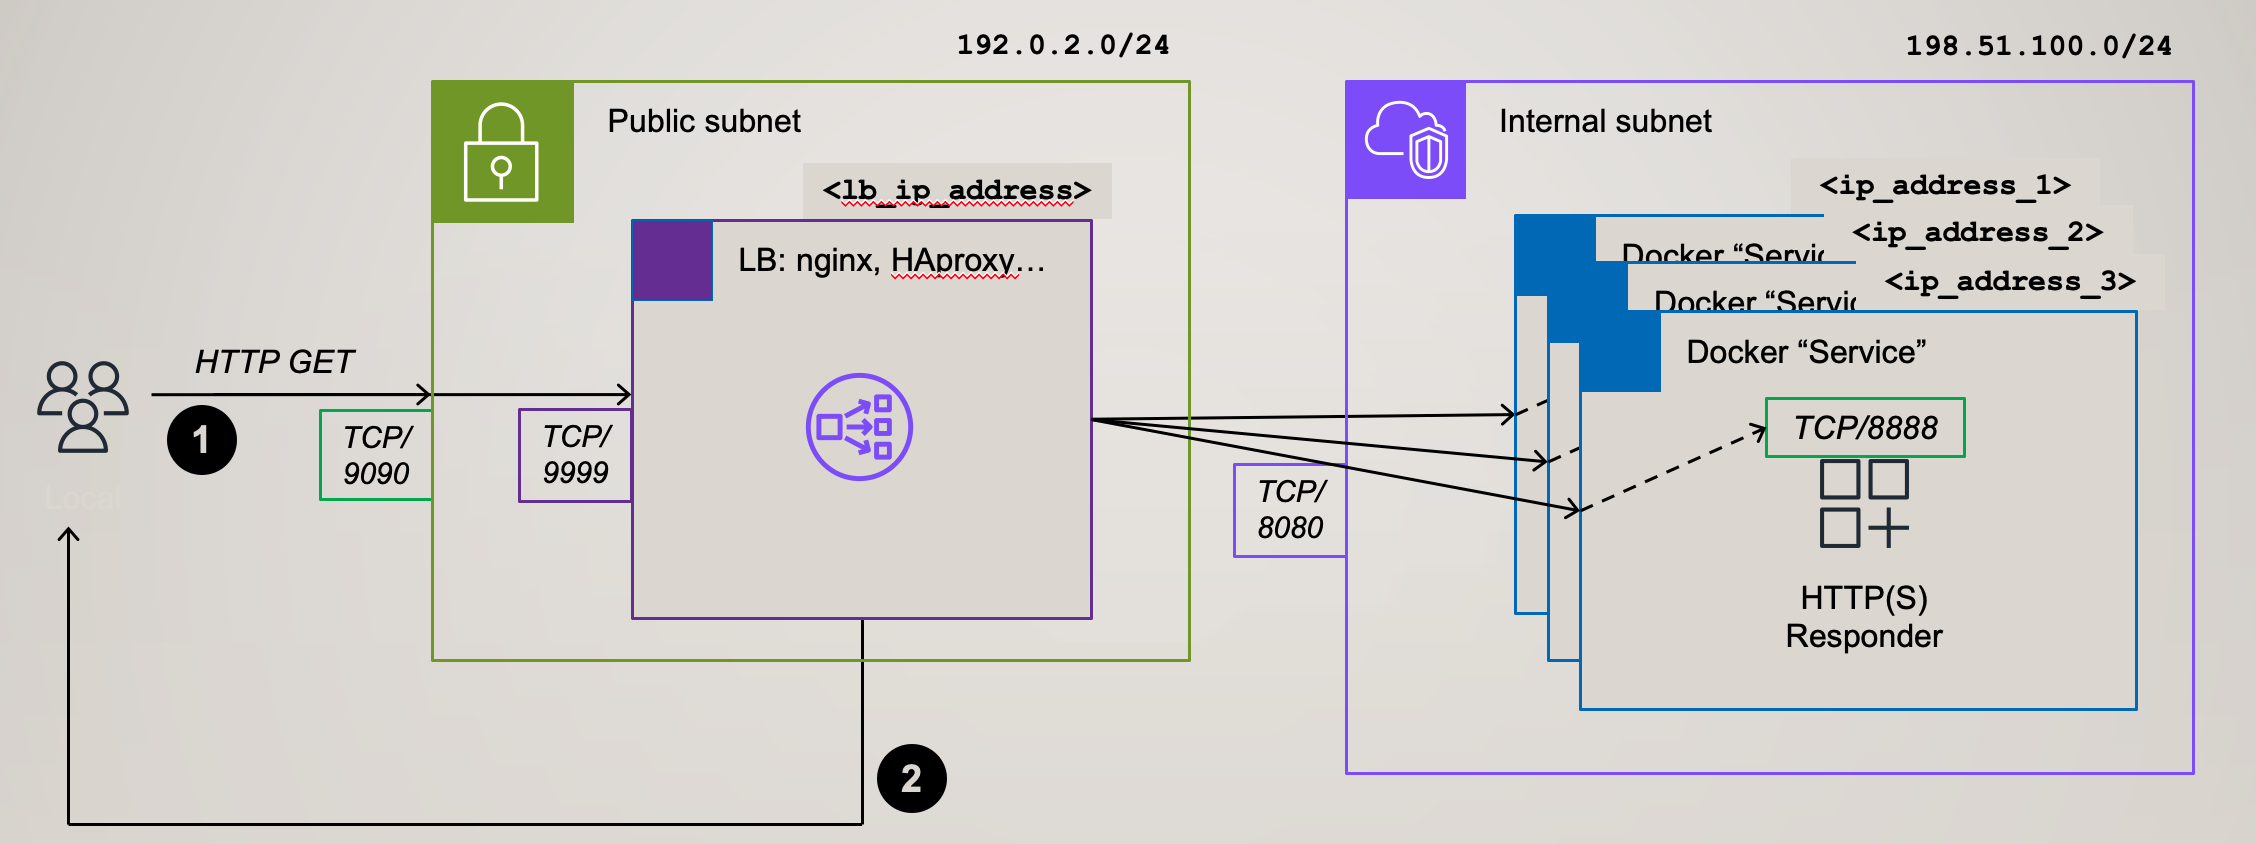 192.0.2.0/24
198.51.100.0/24
Public subnet
Internal subnet
<lb_ip_address>
<ip_address_1>
<ip_address_2>
<ip_address_3>
LB: nginx, HAproxy…
Docker “Servic
Docker “Servic
Docker “Service”
HTTP GET
1
TCP/
9090
TCP/
9999
TCP/
8080
TCP/8888
Local
HTTP(S)
Responder
2